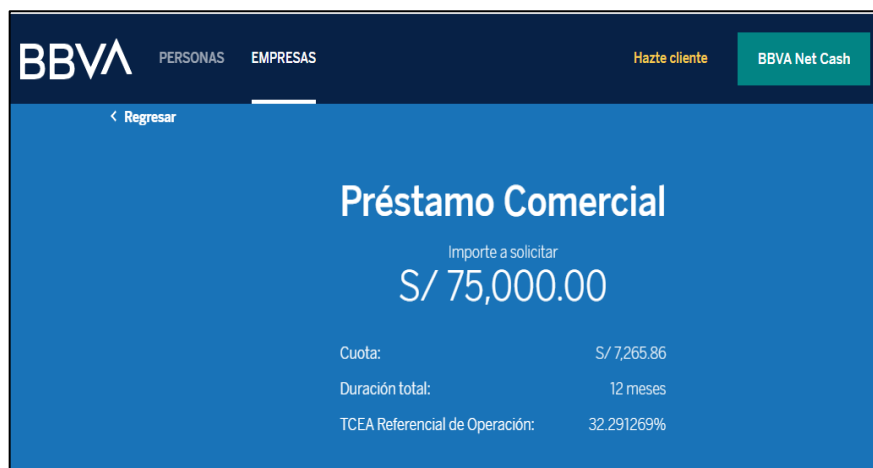 BBVA PERSONAS EMPRESAS Hazte cliente BBVA Net Cash
< Regresar
Préstamo Comercial
Importe a solicitar
S/ 75,000.00
Cuota: S/ 7,265.86
Duración total: 12 meses
TCEA Referencial de Operación: 32.291269%